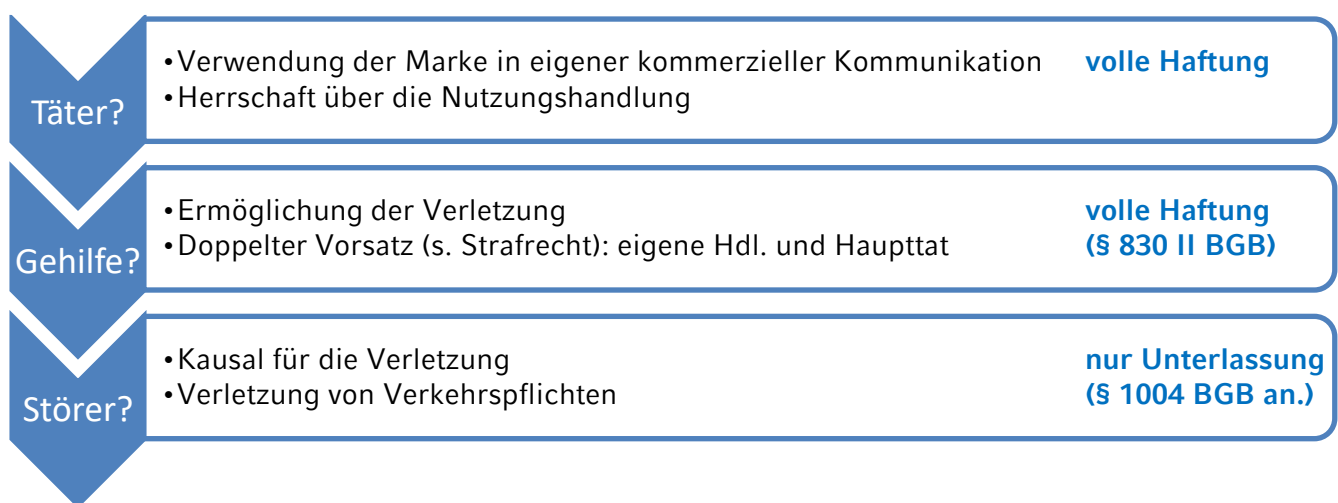 Täter?
•Verwendung der Marke in eigener kommerzieller Kommunikation volle Haftung
•Herrschaft über die Nutzungshandlung
Gehilfe?
•Ermöglichung der Verletzung volle Haftung
•Doppelter Vorsatz (s. Strafrecht): eigene Hdl. und Haupttat (§ 830 II BGB)
Störer?
•Kausal für die Verletzung nur Unterlassung
•Verletzung von Verkehrspflichten (§ 1004 BGB an.)